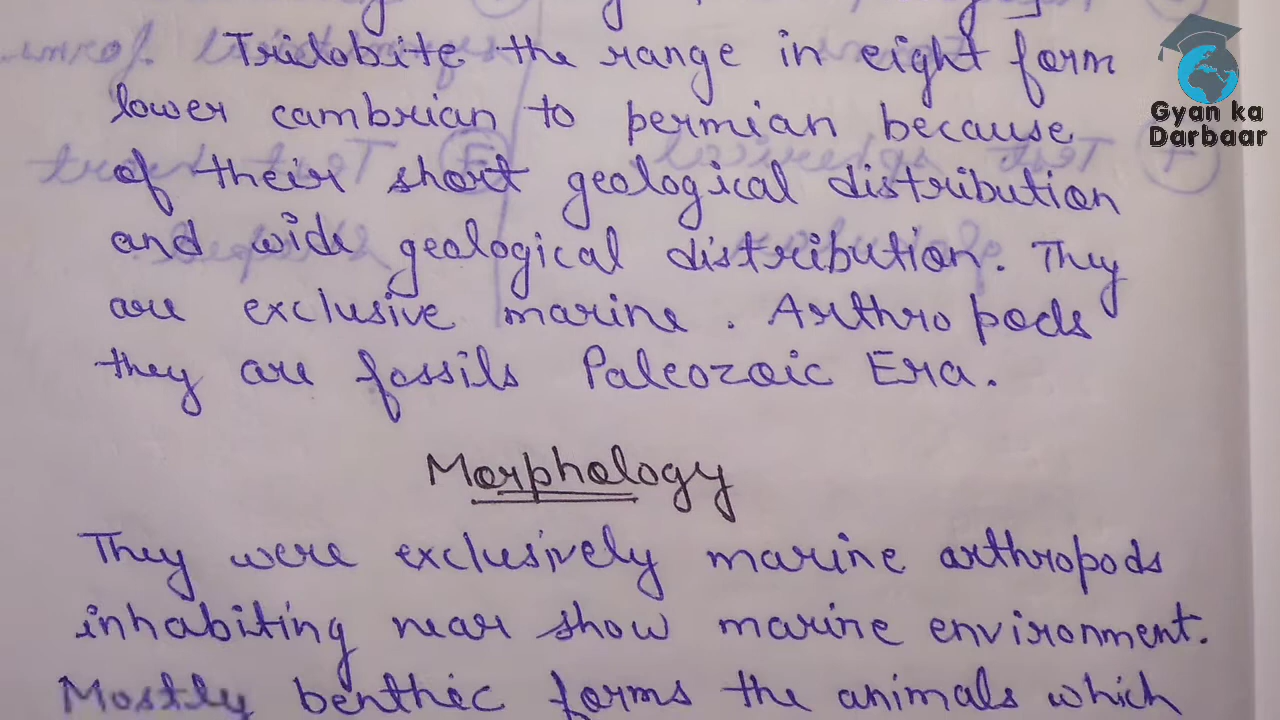 Trilobite the range in eight form
lower cambrian to permian because
of their short geological distribution
and wide geological distribution. They
are exclusive marine. Arthropods
they are fossils Paleozoic Era.
Morphology
They were exclusively marine arthropods
inhabiting near show marine environment.
Mostly benthic forms the animals which
Gyan ka
Darbaar